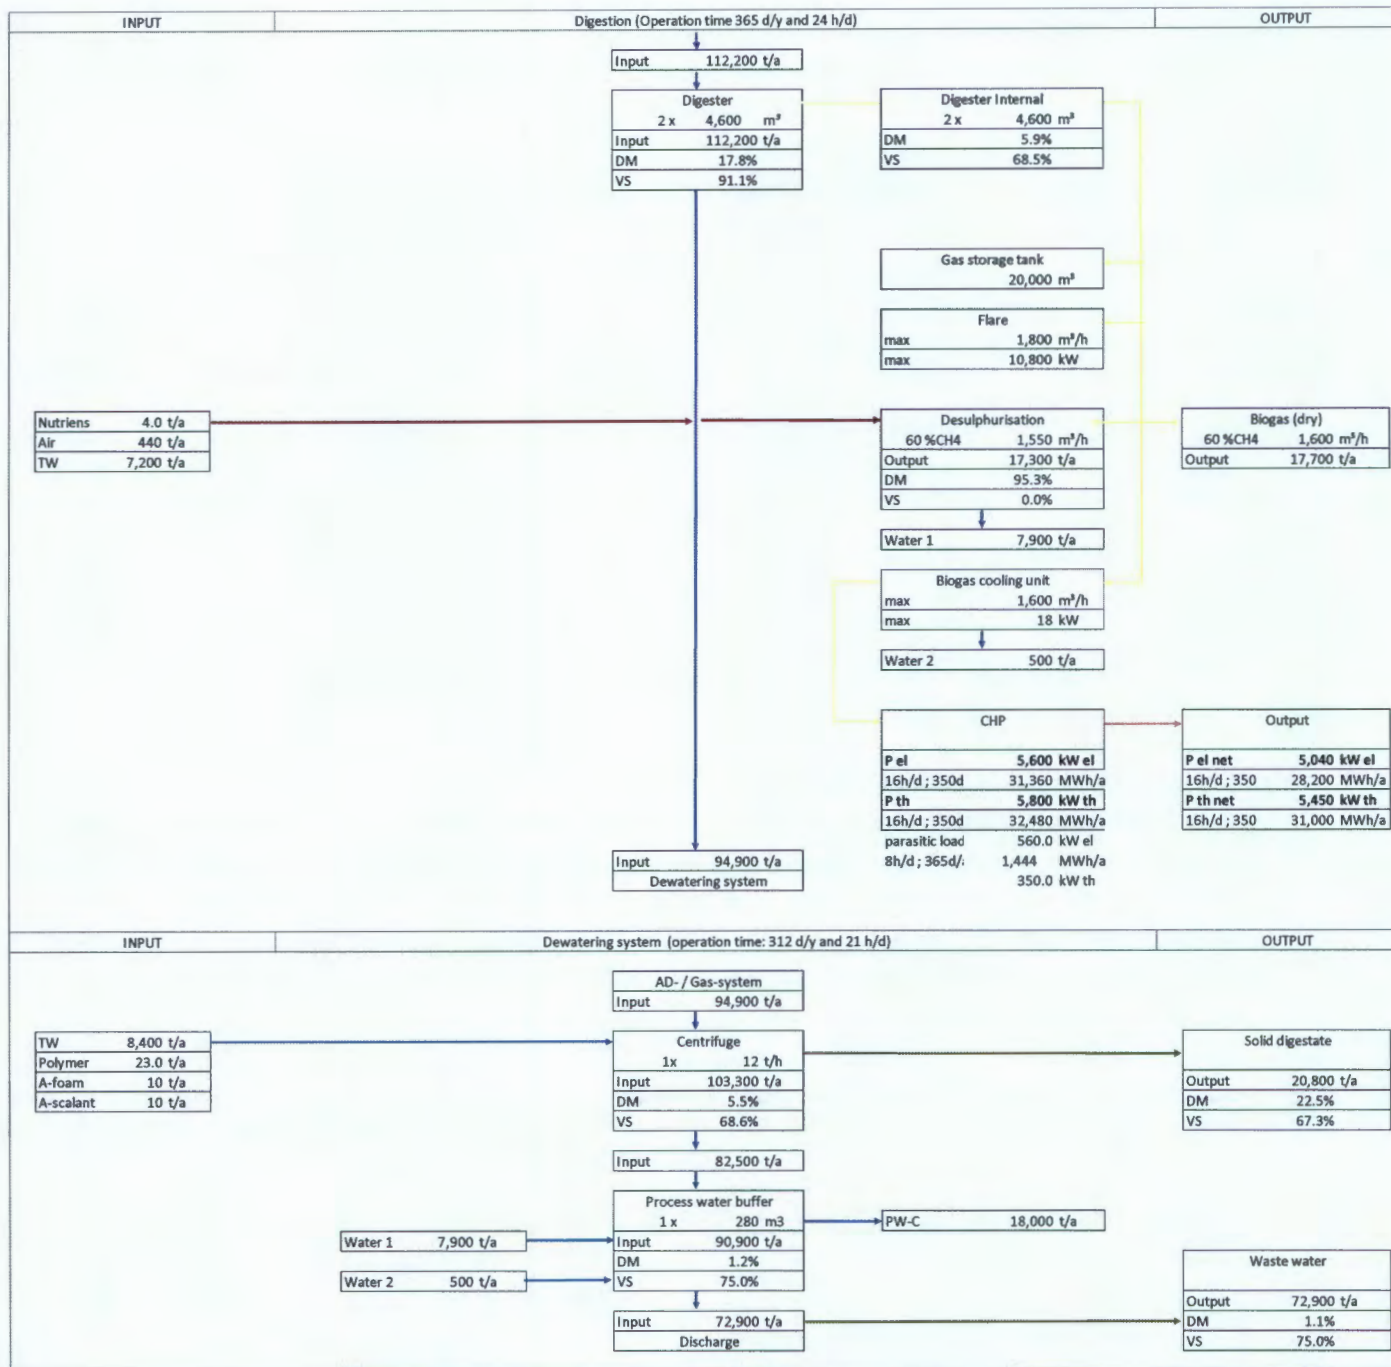 INPUT Digestion (Operation time 365 d/y and 24 h/d) OUTPUT
Input 112,200 t/a
Digester
2 x 4,600 m³
Input 112,200 t/a
DM 17.8%
VS 91.1%
Digester Internal
2 x 4,600 m³
DM 5.9%
VS 68.5%
Gas storage tank
20,000 m³
Flare
max 1,800 m³/h
max 10,800 kW
Nutriens 4.0 t/a
Air 440 t/a
TW 7,200 t/a
Desulphurisation
60 %CH4 1,550 m³/h
Output 17,300 t/a
DM 95.3%
VS 0.0%
Biogas (dry)
60 %CH4 1,600 m³/h
Output 17,700 t/a
Water 1 7,900 t/a
Biogas cooling unit
max 1,600 m³/h
max 18 kW
Water 2 500 t/a
CHP
P el 5,600 kW el
16h/d ; 350d 31,360 MWh/a
P th 5,800 kW th
16h/d ; 350d 32,480 MWh/a
parasitic load 560.0 kW el
8h/d ; 365d/ 1,444 MWh/a
350.0 kW th
Output
P el net 5,040 kW el
16h/d ; 350 28,200 MWh/a
P th net 5,450 kW th
16h/d ; 350 31,000 MWh/a
Input 94,900 t/a
Dewatering system
INPUT Dewatering system (operation time: 312 d/y and 21 h/d) OUTPUT
AD- / Gas-system
Input 94,900 t/a
TW 8,400 t/a
Polymer 23.0 t/a
A-foam 10 t/a
A-scalant 10 t/a
Centrifuge
1x 12 t/h
Input 103,300 t/a
DM 5.5%
VS 68.6%
Solid digestate
Output 20,800 t/a
DM 22.5%
VS 67.3%
Input 82,500 t/a
Process water buffer
1 x 280 m3
Input 90,900 t/a
DM 1.2%
VS 75.0%
PW-C 18,000 t/a
Water 1 7,900 t/a
Water 2 500 t/a
Waste water
Output 72,900 t/a
DM 1.1%
VS 75.0%
Input 72,900 t/a
Discharge